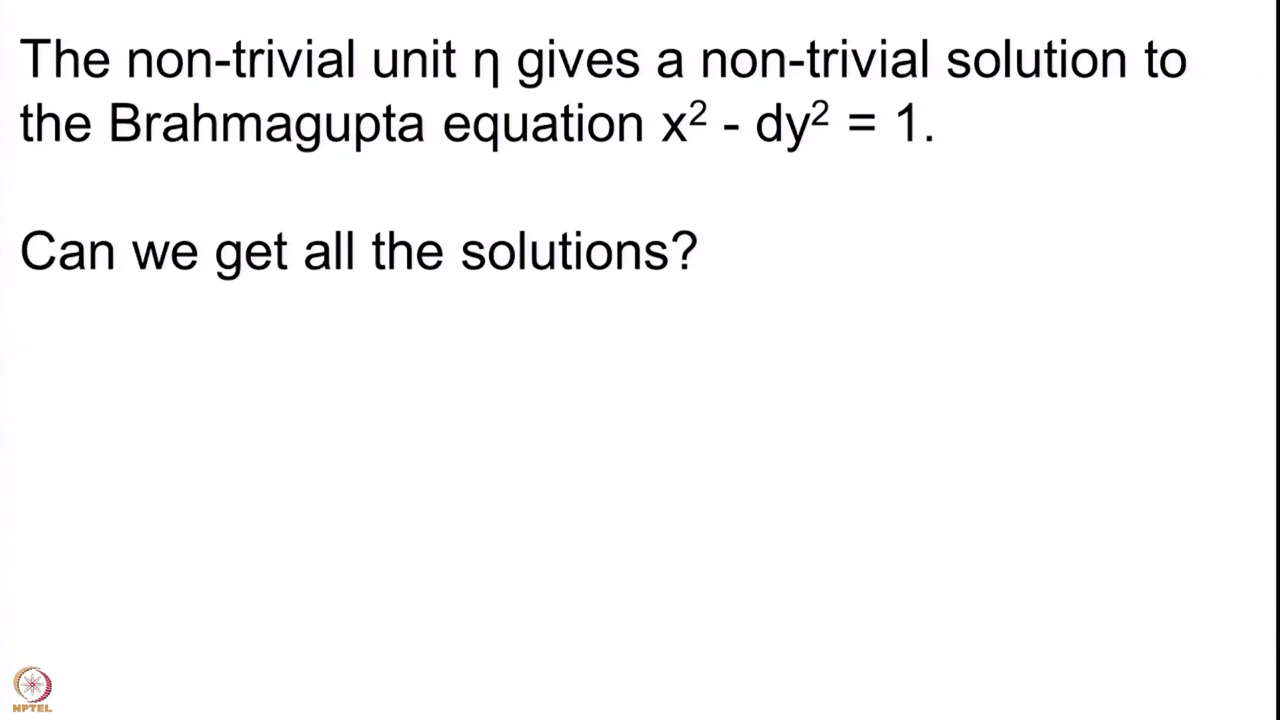 The non-trivial unit η gives a non-trivial solution to
the Brahmagupta equation x² - dy² = 1.
Can we get all the solutions?
NPTEL